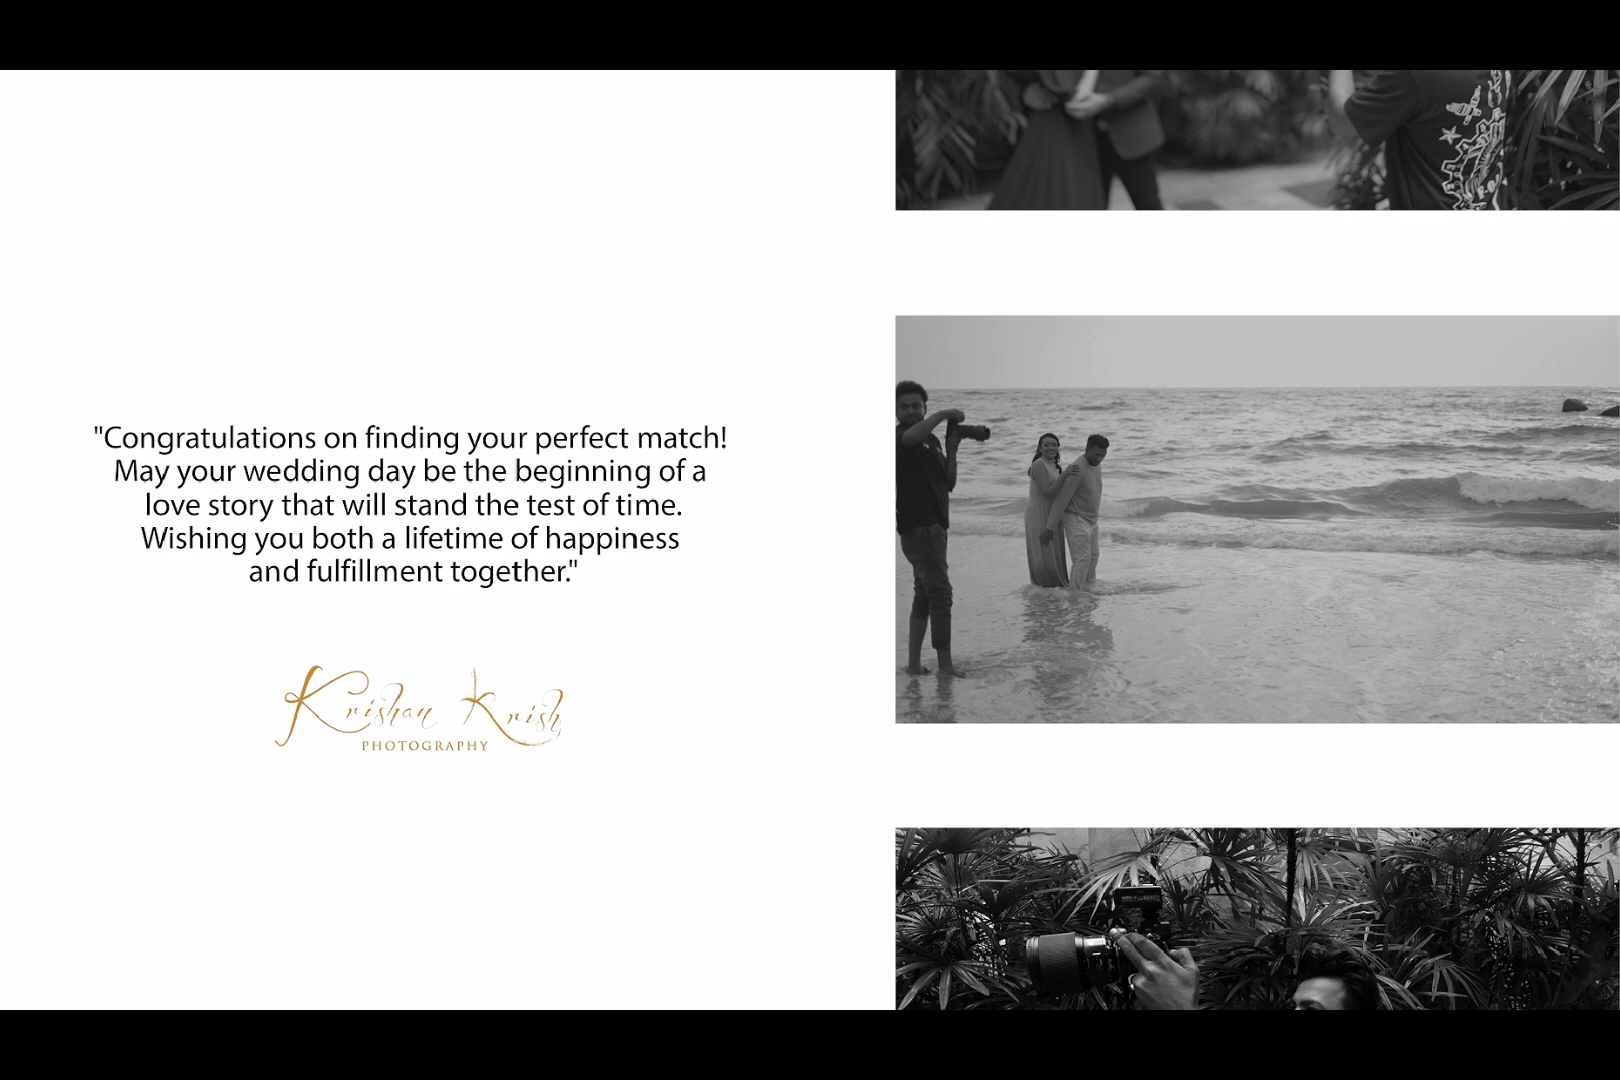 "Congratulations on finding your perfect match!
May your wedding day be the beginning of a
love story that will stand the test of time.
Wishing you both a lifetime of happiness
and fulfillment together."
Krishan Krish
PHOTOGRAPHY